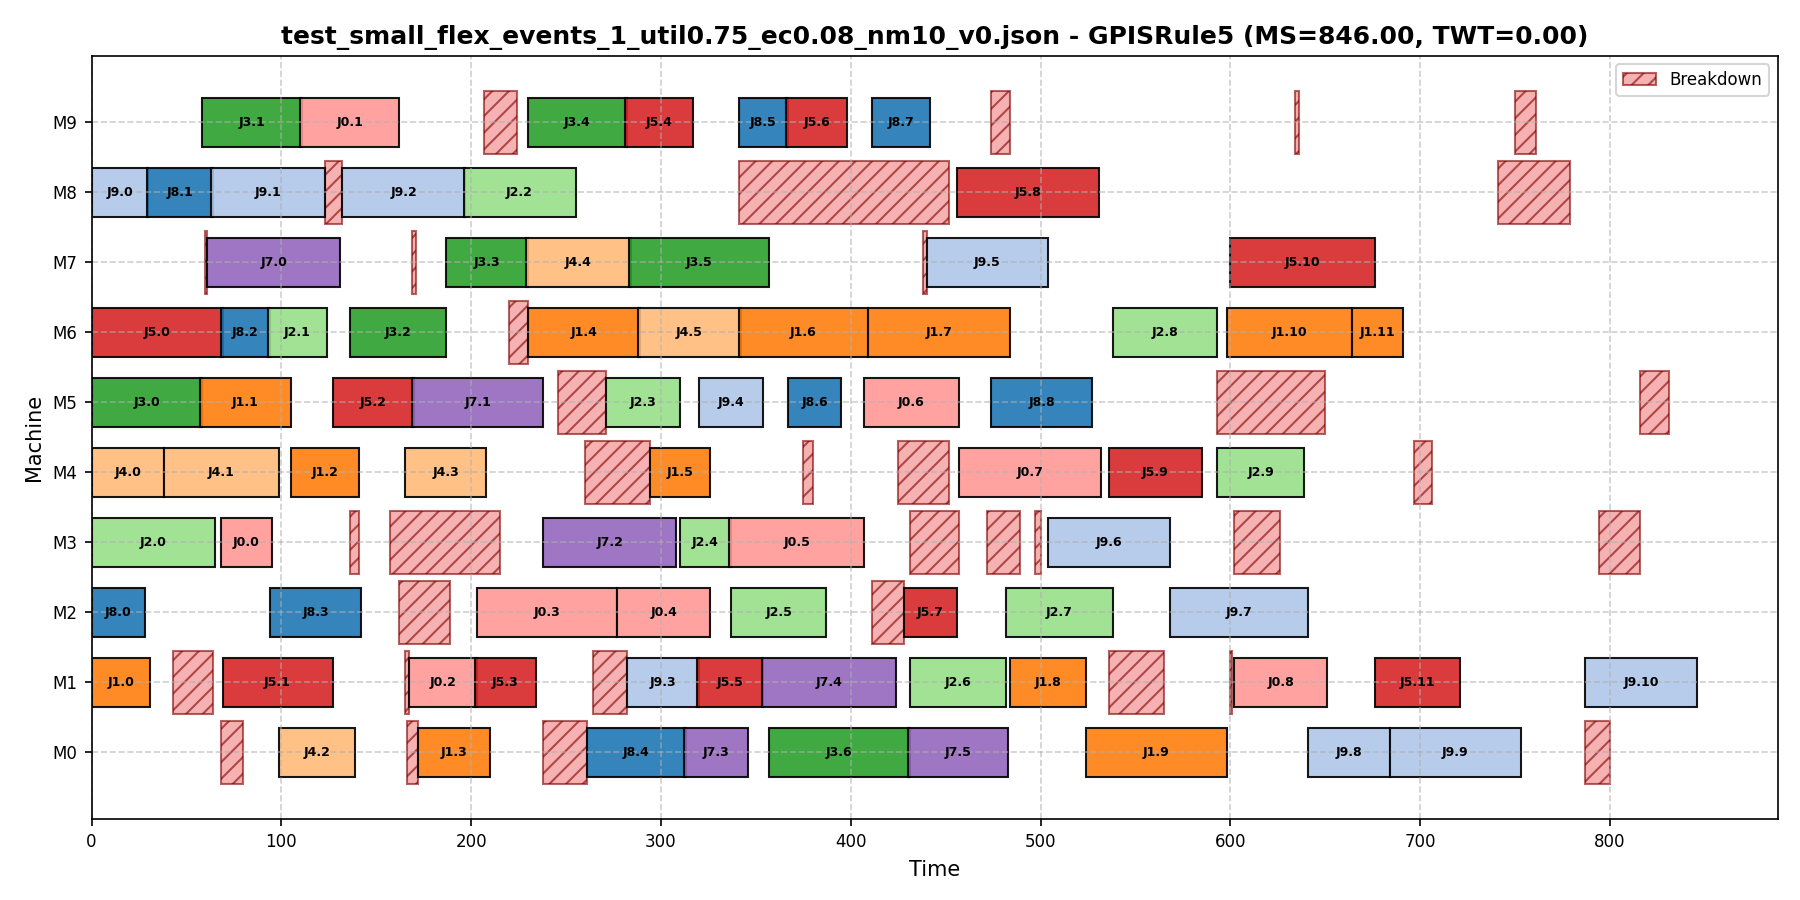 test_small_flex_events_1_util0.75_ec0.08_nm10_v0.json - GPISRule5 (MS=846.00, TWT=0.00)
Breakdown
M9 J3.1 J0.1 J3.4 J5.4 J8.5 J5.6 J8.7
M8 J9.0 J8.1 J9.1 J9.2 J2.2 J5.8
M7 J7.0 J3.3 J4.4 J3.5 J9.5 J5.10
M6 J5.0 J8.2 J2.1 J3.2 J1.4 J4.5 J1.6 J1.7 J2.8 J1.10 J1.11
M5 J3.0 J1.1 J5.2 J7.1 J2.3 J9.4 J8.6 J0.6 J8.8
M4 J4.0 J4.1 J1.2 J4.3 J1.5 J0.7 J5.9 J2.9
M3 J2.0 J0.0 J7.2 J2.4 J0.5 J9.6
M2 J8.0 J8.3 J0.3 J0.4 J2.5 J5.7 J2.7 J9.7
M1 J1.0 J5.1 J0.2 J5.3 J9.3 J5.5 J7.4 J2.6 J1.8 J0.8 J5.11 J9.10
M0 J4.2 J1.3 J8.4 J7.3 J3.6 J7.5 J1.9 J9.8 J9.9
Machine
0 100 200 300 400 500 600 700 800
Time